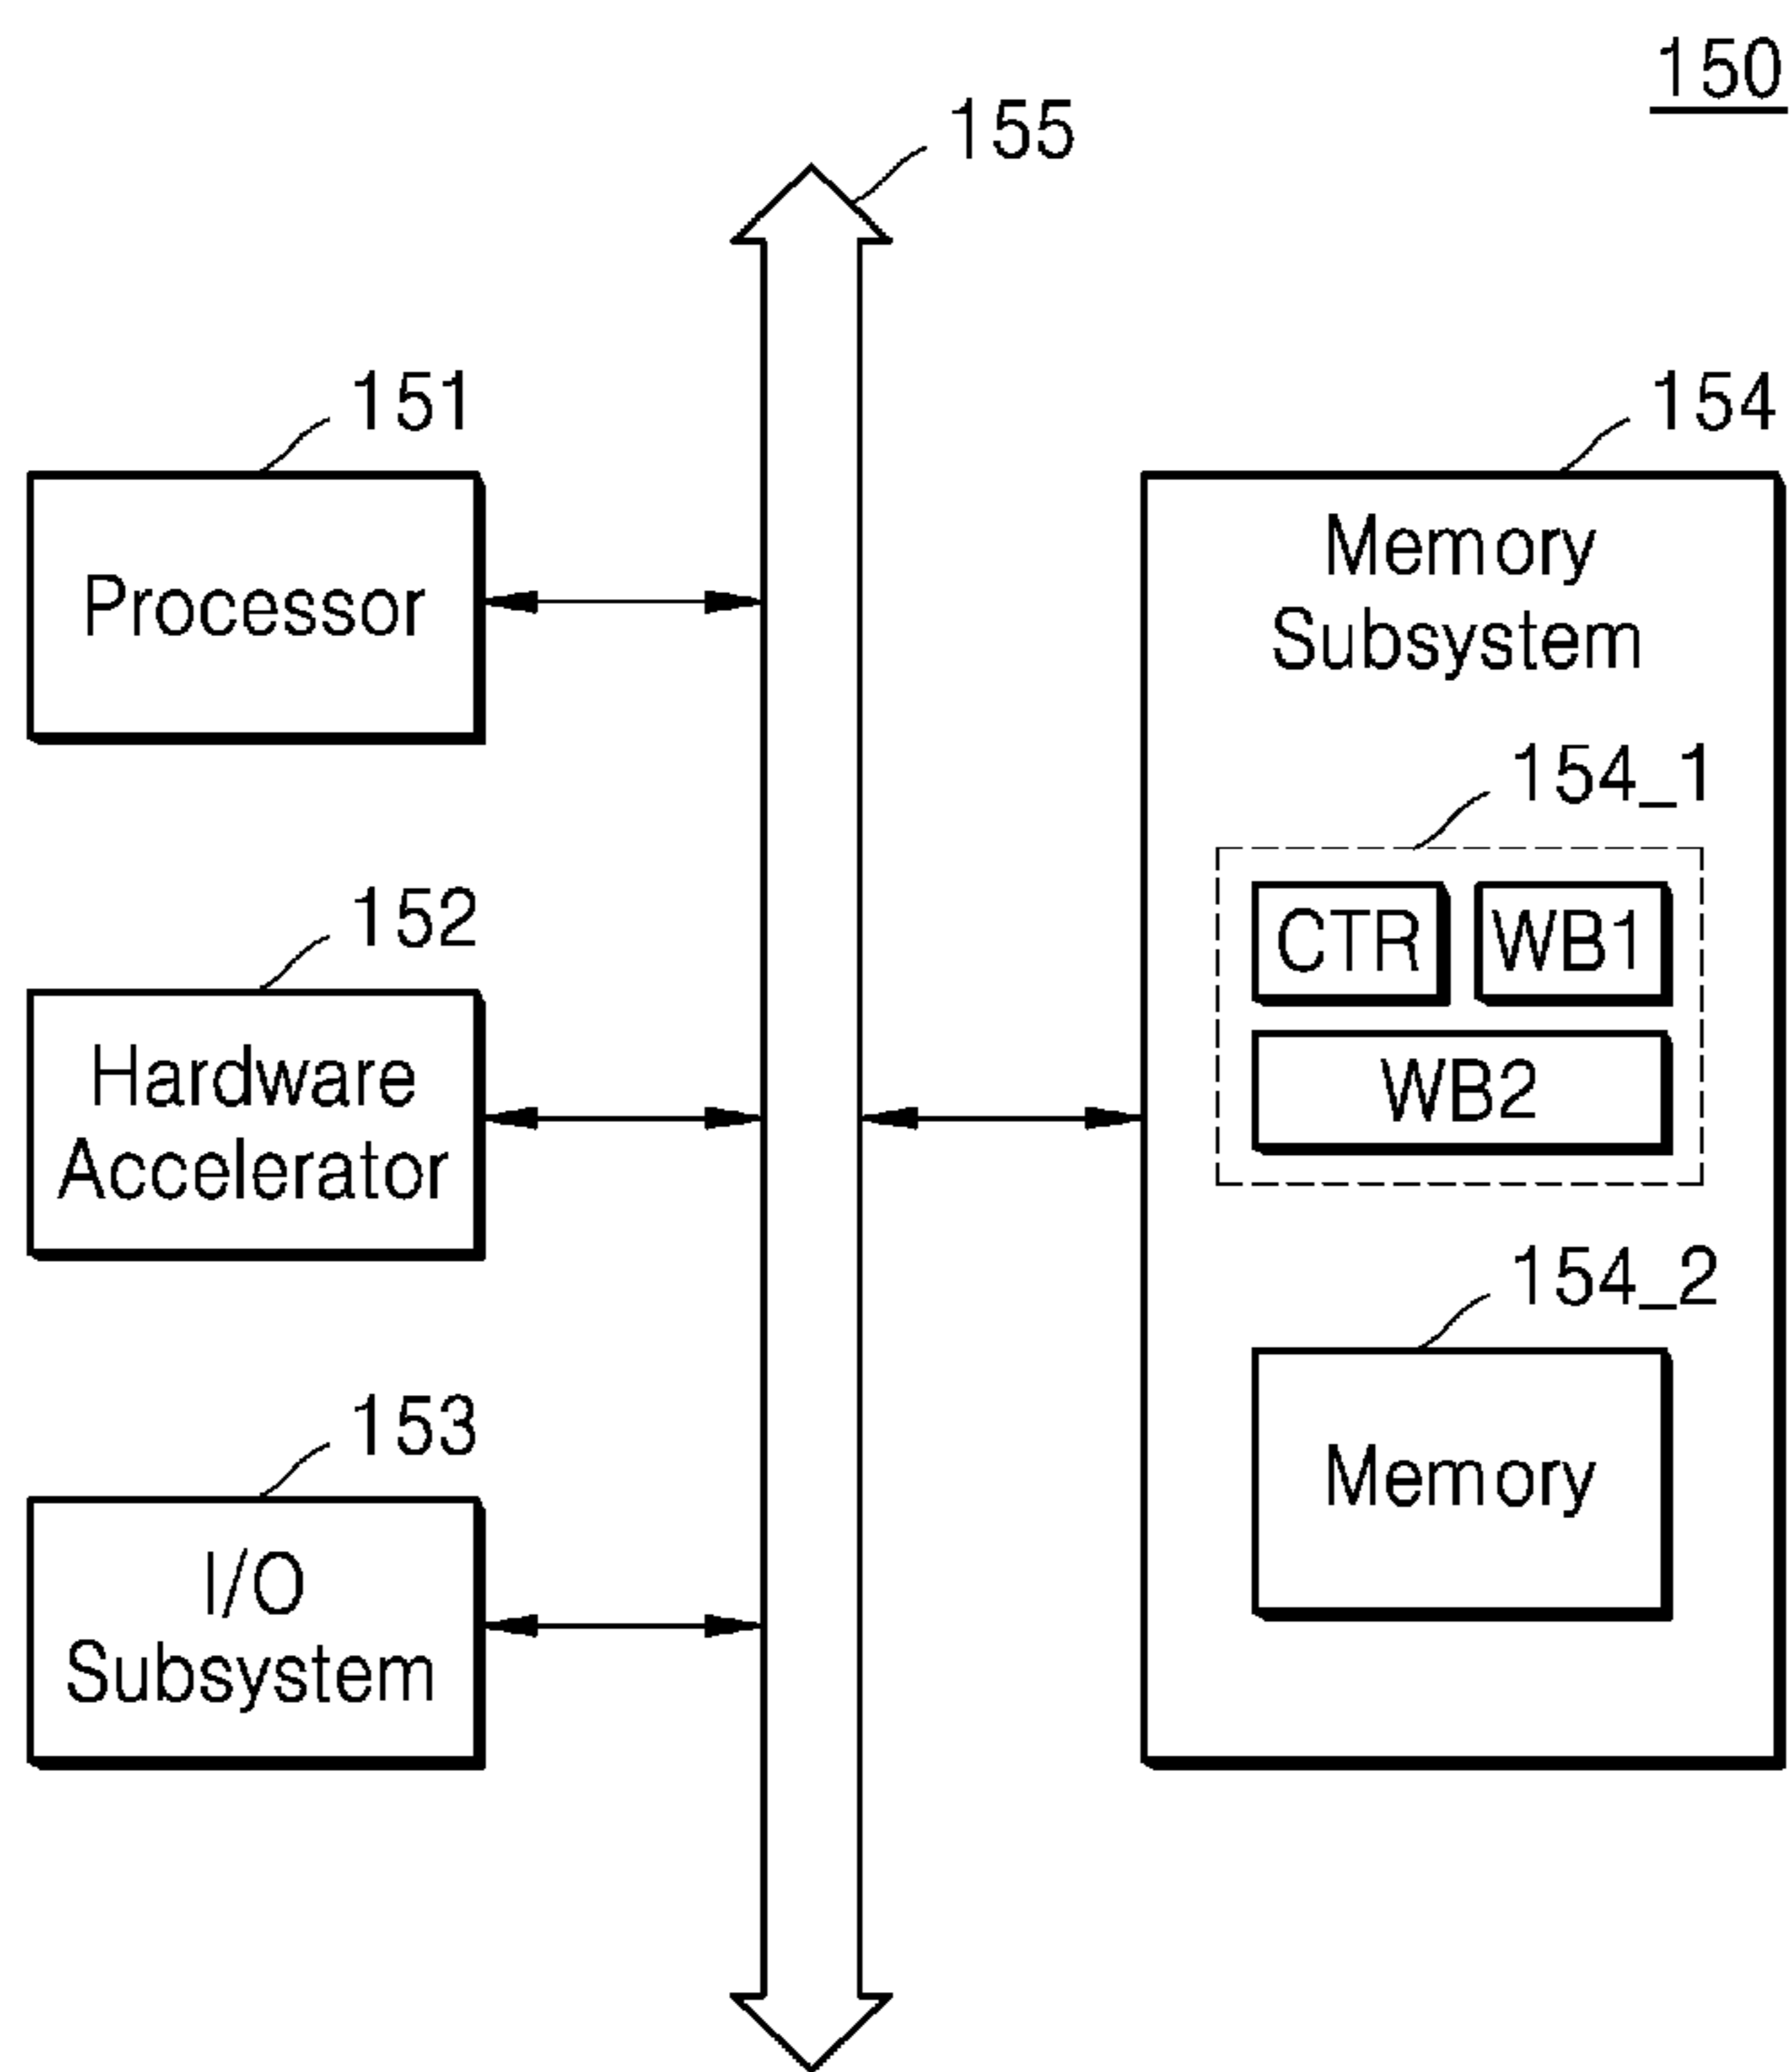 150
155
151
Processor
152
Hardware
Accelerator
153
I/O
Subsystem
154
Memory
Subsystem
154_1
CTR
WB1
WB2
154_2
Memory